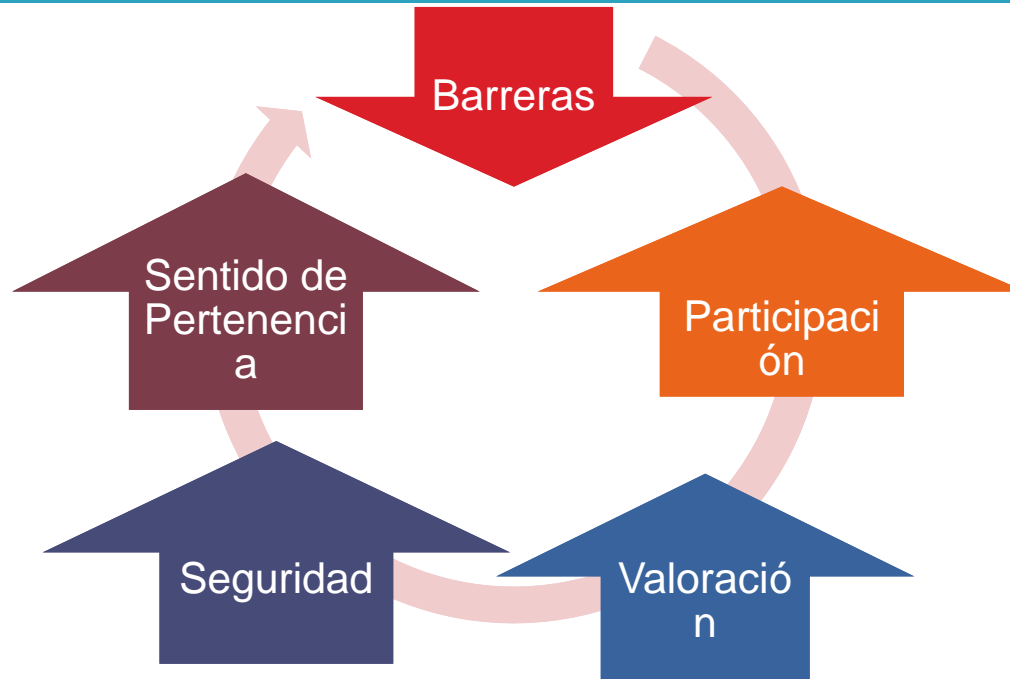 Barreras
Sentido de
Pertenenci
a
Participaci
ón
Seguridad
Valoració
n